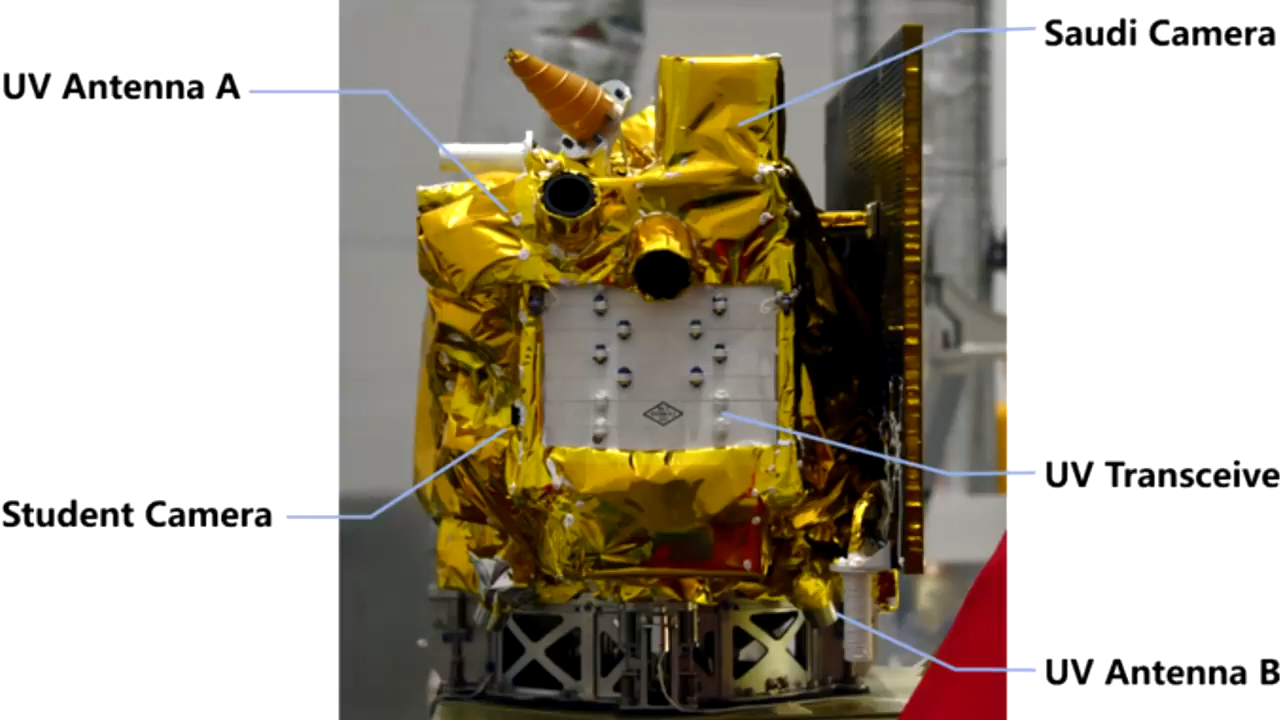 Saudi Camera
UV Antenna A
UV Transceive
Student Camera
UV Antenna B